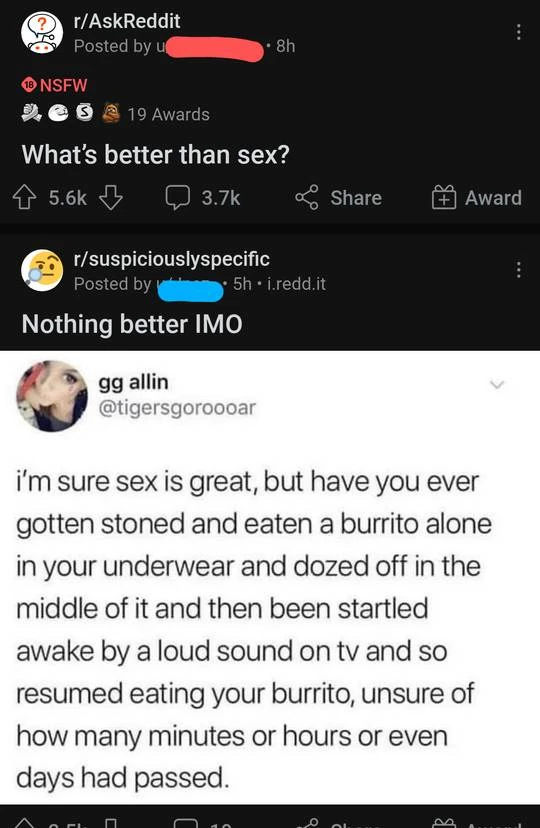 r/AskReddit
Posted by u • 8h
18 NSFW
19 Awards
What's better than sex?
5.6k 3.7k Share Award
r/suspiciouslyspecific
Posted by • 5h • i.redd.it
Nothing better IMO
gg allin
@tigersgoroooar
i'm sure sex is great, but have you ever
gotten stoned and eaten a burrito alone
in your underwear and dozed off in the
middle of it and then been startled
awake by a loud sound on tv and so
resumed eating your burrito, unsure of
how many minutes or hours or even
days had passed.